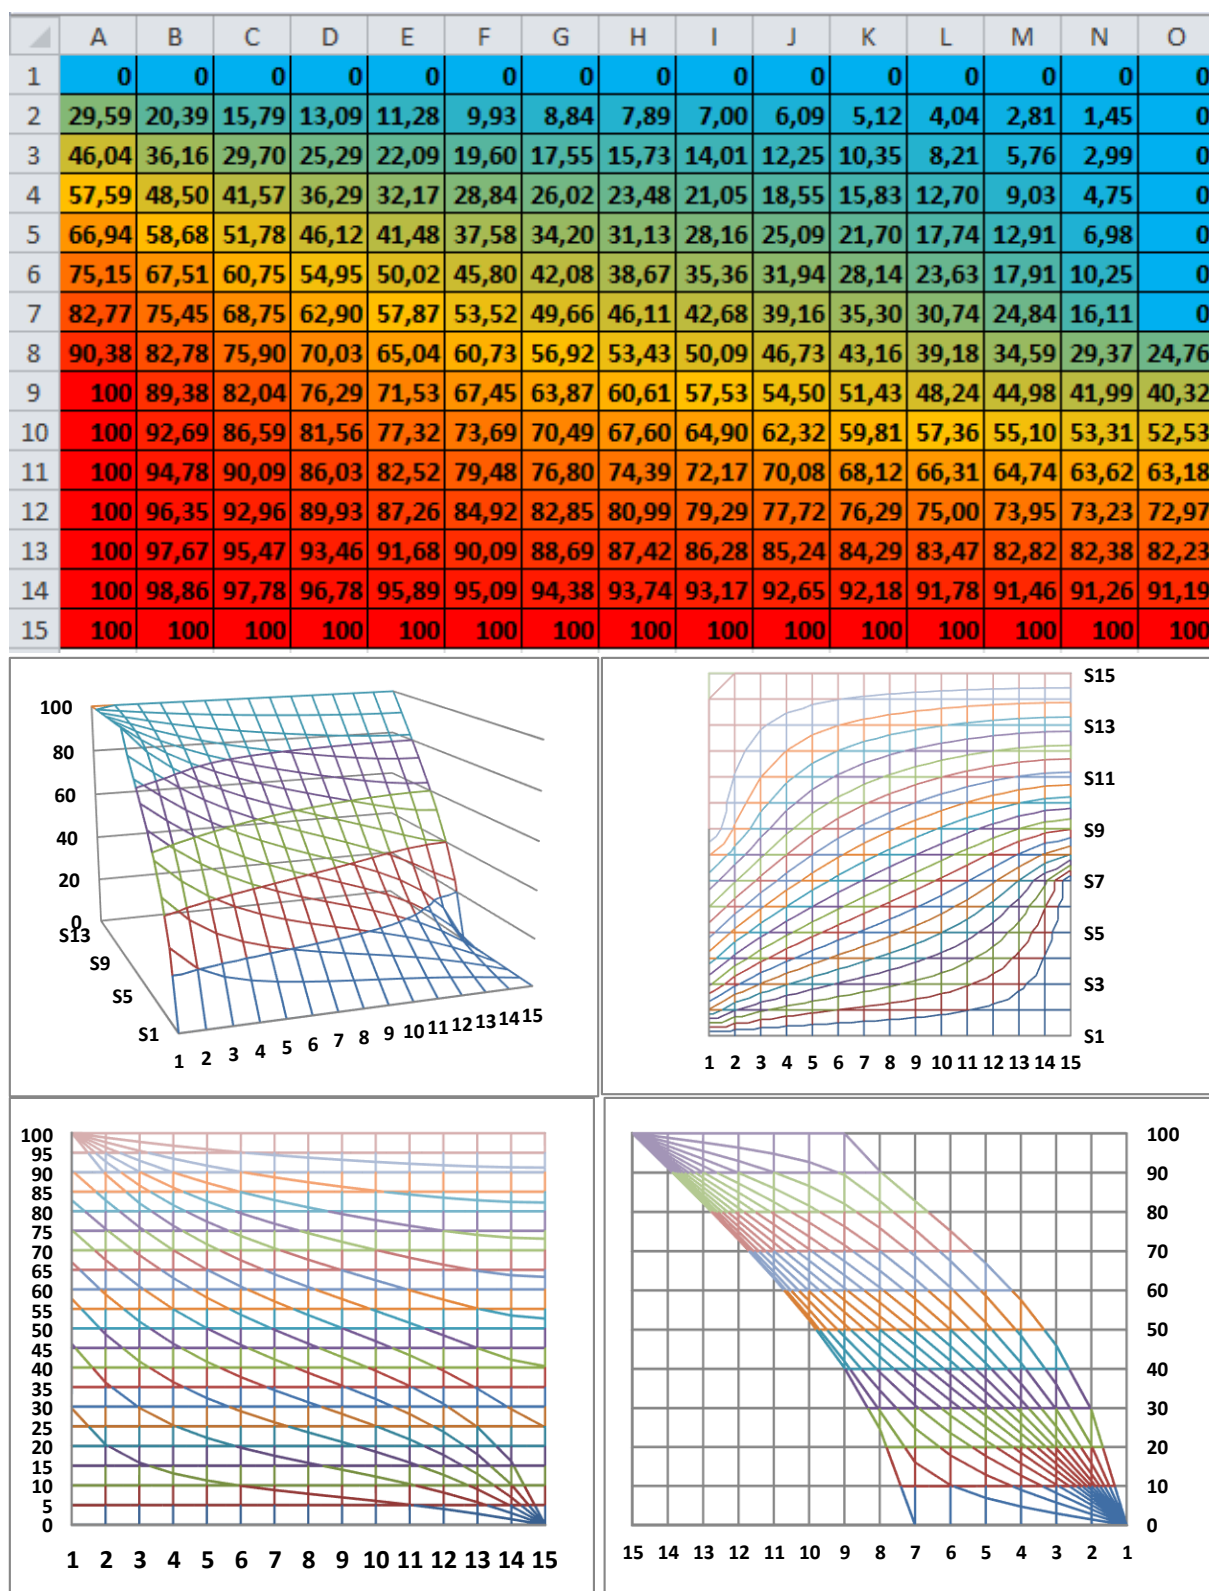 A B C D E F G H I J K L M N O
1 0 0 0 0 0 0 0 0 0 0 0 0 0 0 0
2 29,59 20,39 15,79 13,09 11,28 9,93 8,84 7,89 7,00 6,09 5,12 4,04 2,81 1,45 0
3 46,04 36,16 29,70 25,29 22,09 19,60 17,55 15,73 14,01 12,25 10,35 8,21 5,76 2,99 0
4 57,59 48,50 41,57 36,29 32,17 28,84 26,02 23,48 21,05 18,55 15,83 12,70 9,03 4,75 0
5 66,94 58,68 51,78 46,12 41,48 37,58 34,20 31,13 28,16 25,09 21,70 17,74 12,91 6,98 0
6 75,15 67,51 60,75 54,95 50,02 45,80 42,08 38,67 35,36 31,94 28,14 23,63 17,91 10,25 0
7 82,77 75,45 68,75 62,90 57,87 53,52 49,66 46,11 42,68 39,16 35,30 30,74 24,84 16,11 0
8 90,38 82,78 75,90 70,03 65,04 60,73 56,92 53,43 50,09 46,73 43,16 39,18 34,59 29,37 24,76
9 100 89,38 82,04 76,29 71,53 67,45 63,87 60,61 57,53 54,50 51,43 48,24 44,98 41,99 40,32
10 100 92,69 86,59 81,56 77,32 73,69 70,49 67,60 64,90 62,32 59,81 57,36 55,10 53,31 52,53
11 100 94,78 90,09 86,03 82,52 79,48 76,80 74,39 72,17 70,08 68,12 66,31 64,74 63,62 63,18
12 100 96,35 92,96 89,93 87,26 84,92 82,85 80,99 79,29 77,72 76,29 75,00 73,95 73,23 72,97
13 100 97,67 95,47 93,46 91,68 90,09 88,69 87,42 86,28 85,24 84,29 83,47 82,82 82,38 82,23
14 100 98,86 97,78 96,78 95,89 95,09 94,38 93,74 93,17 92,65 92,18 91,78 91,46 91,26 91,19
15 100 100 100 100 100 100 100 100 100 100 100 100 100 100 100
100
80
60
40
20
0
S13
S9
S5
S1
1 2 3 4 5 6 7 8 9 10 11 12 13 14 15
S15
S13
S11
S9
S7
S5
S3
S1
1 2 3 4 5 6 7 8 9 10 11 12 13 14 15
100
95
90
85
80
75
70
65
60
55
50
45
40
35
30
25
20
15
10
5
0
1 2 3 4 5 6 7 8 9 10 11 12 13 14 15
100
90
80
70
60
50
40
30
20
10
0
15 14 13 12 11 10 9 8 7 6 5 4 3 2 1